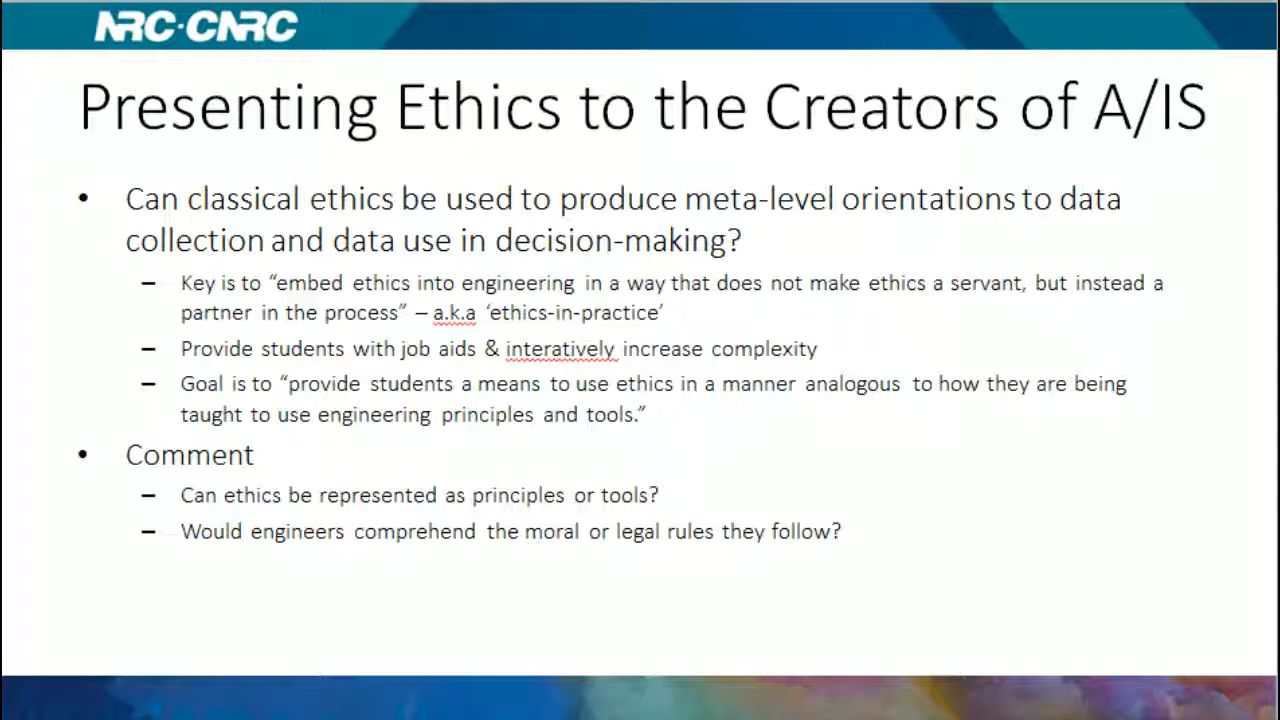 NRC·CNRC
Presenting Ethics to the Creators of A/IS
• Can classical ethics be used to produce meta-level orientations to data
collection and data use in decision-making?
– Key is to “embed ethics into engineering in a way that does not make ethics a servant, but instead a
partner in the process” – a.k.a ‘ethics-in-practice’
– Provide students with job aids & interatively increase complexity
– Goal is to “provide students a means to use ethics in a manner analogous to how they are being
taught to use engineering principles and tools.”
• Comment
– Can ethics be represented as principles or tools?
– Would engineers comprehend the moral or legal rules they follow?